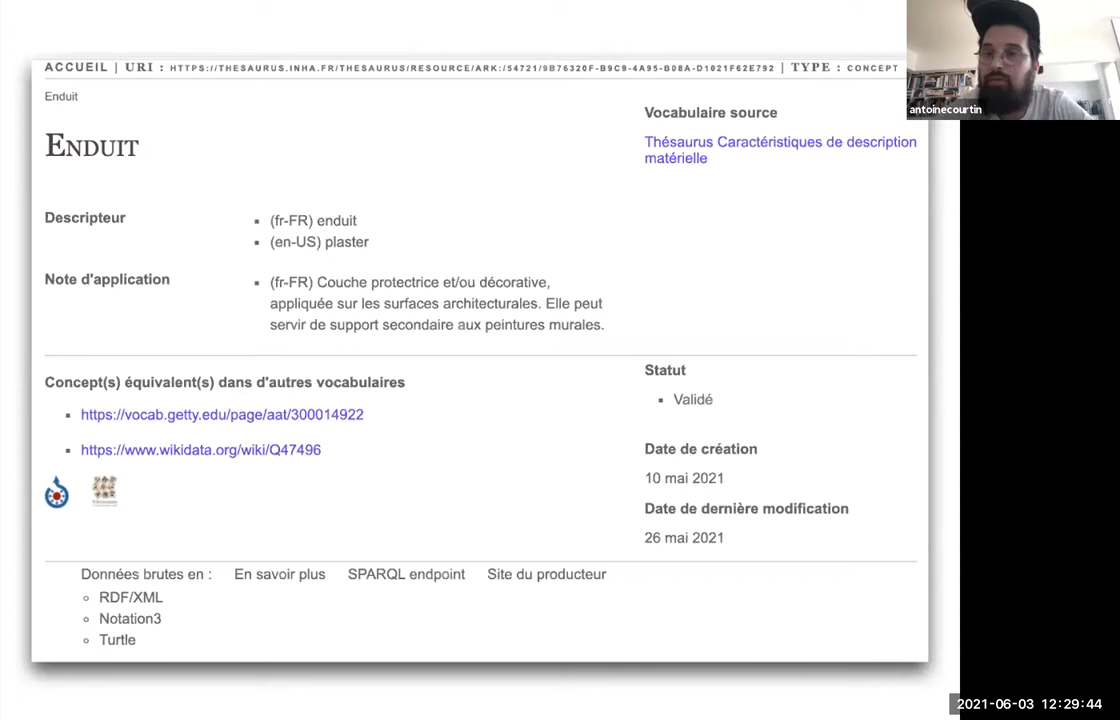 ACCUEIL | URI : HTTPS://THESAURUS.INHA.FR/THESAURUS/RESOURCE/ARK:/54721/9B76320F-B9C9-4A95-B08A-D1021F62E792 | TYPE : CONCEPT
antoinecourtin
Enduit
ENDUIT
Vocabulaire source
Thésaurus Caractéristiques de description
matérielle
Descripteur
(fr-FR) enduit
(en-US) plaster
Note d'application
(fr-FR) Couche protectrice et/ou décorative,
appliquée sur les surfaces architecturales. Elle peut
servir de support secondaire aux peintures murales.
Concept(s) équivalent(s) dans d'autres vocabulaires
https://vocab.getty.edu/page/aat/300014922
https://www.wikidata.org/wiki/Q47496
Statut
Validé
Date de création
10 mai 2021
Date de dernière modification
26 mai 2021
Données brutes en : En savoir plus SPARQL endpoint Site du producteur
RDF/XML
Notation3
Turtle
2021-06-03 12:29:44